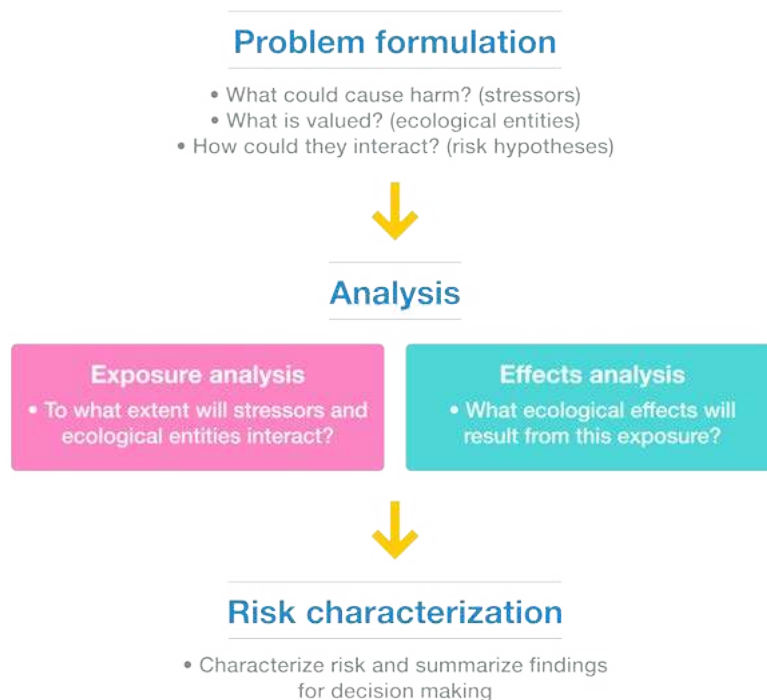 Problem formulation
• What could cause harm? (stressors)
• What is valued? (ecological entities)
• How could they interact? (risk hypotheses)
Analysis
Exposure analysis
• To what extent will stressors and
ecological entities interact?
Effects analysis
• What ecological effects will
result from this exposure?
Risk characterization
• Characterize risk and summarize findings
for decision making